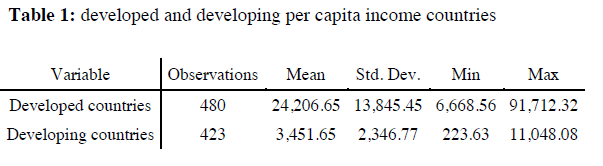 Table 1: developed and developing per capita income countries
Variable Observations Mean Std. Dev. Min Max
Developed countries 480 24,206.65 13,845.45 6,668.56 91,712.32
Developing countries 423 3,451.65 2,346.77 223.63 11,048.08